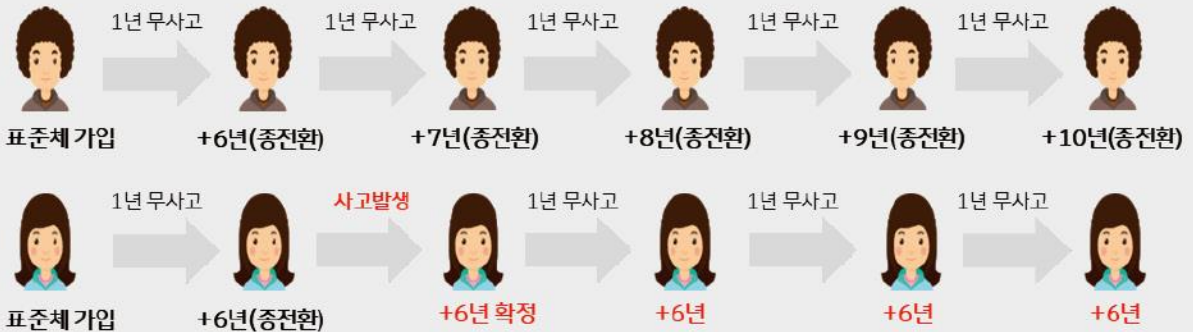 1년 무사고 1년 무사고 1년 무사고 1년 무사고 1년 무사고
표준체 가입 +6년(종전환) +7년(종전환) +8년(종전환) +9년(종전환) +10년(종전환)
1년 무사고 사고발생 1년 무사고 1년 무사고 1년 무사고
표준체 가입 +6년(종전환) +6년 확정 +6년 +6년 +6년